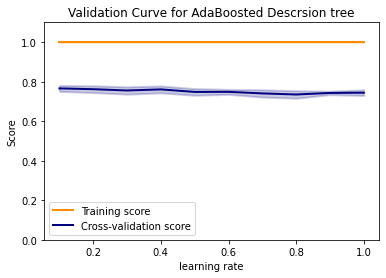 Validation Curve for AdaBoosted Descrsion tree
1.0
0.8
0.6
0.4
0.2
0.0
Score
Training score
Cross-validation score
0.2 0.4 0.6 0.8 1.0
learning rate